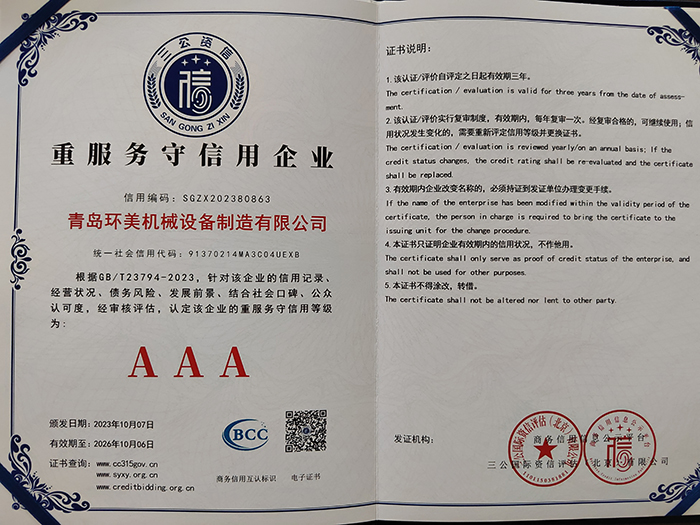 三公资信
信
SAN GONG ZI XIN
重服务守信用企业
信用编码：SGZX202380863
青岛环美机械设备制造有限公司
统一社会信用代码：91370214MA3C04UEXB
根据GB/T23794-2023，针对该企业的信用记录、
经营状况、债务风险、发展前景、结合社会口碑、公众
认可度，经审核评估，认定该企业的重服务守信用等级
为：
AAA
颁发日期：2023年10月07日
有效期至：2026年10月06日
证书查询：www.cc315gov.cn
www.syxy.org.cn
www.creditbidding.org.cn
BCC
商务信用互认标识
电子证书
证书说明：
1. 该认证/评价自评定之日起有效期三年。
The certification / evaluation is valid for three years from the date of assess-
ment.
2. 该认证/评价实行复审制度，有效期内，每年复审一次。经复审合格的，可继续使用；信
用状况发生变化的，需要重新评定信用等级并更换证书。
The certification / evaluation is reviewed yearly/on an annual basis; If the
credit status changes, the credit rating shall be re-evaluated and the certificate
shall be replaced.
3. 有效期内企业改变名称的，必须持证到发证单位办理变更手续。
If the name of the enterprise has been modified within the validity period of the
certificate, the person in charge is required to bring the certificate to the
issuing unit for the change procedure.
4. 本证书只证明企业有效期内的信用状况，不作他用。
The certificate shall only serve as proof of credit status of the enterprise, and
shall not be used for other purposes.
5. 本证书不得涂改，转借。
The certificate shall not be altered nor lent to other party.
发证机构：
商务信用信息公示平台
三公国际资信评估（北京）有限公司